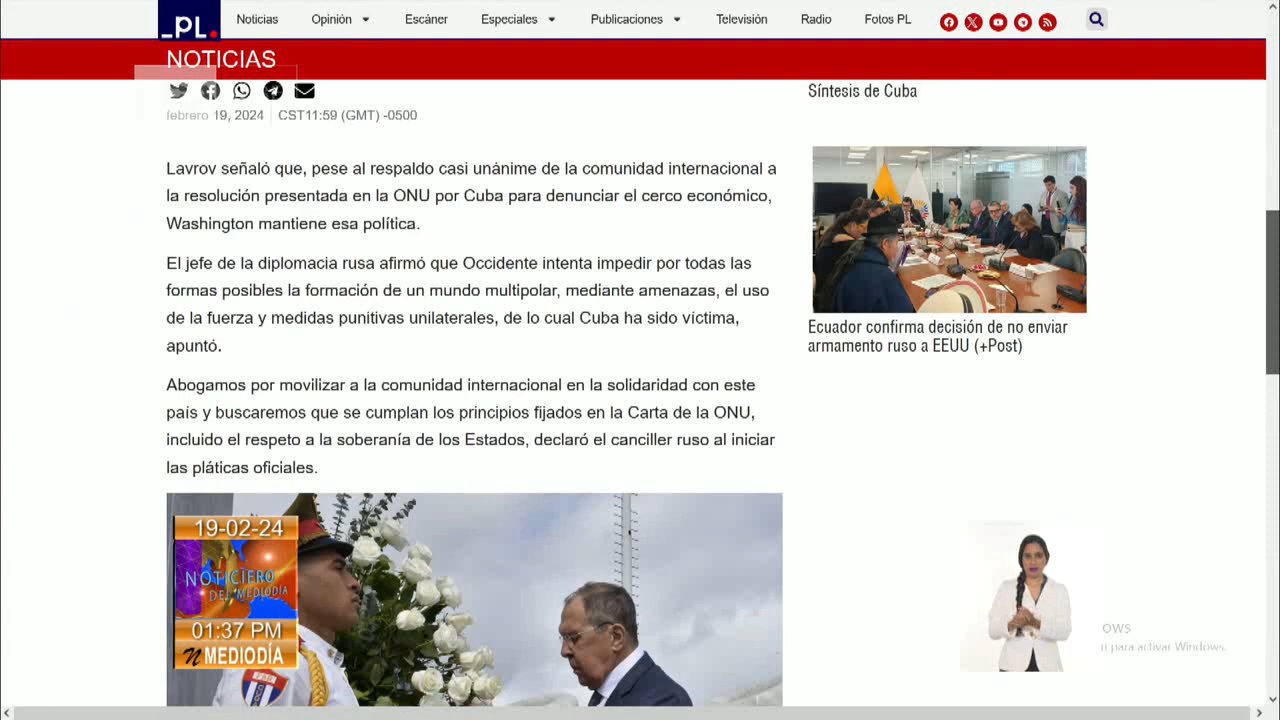 _PL.
Noticias
Opinión
Escáner
Especiales
Publicaciones
Televisión
Radio
Fotos PL
NOTICIAS
febrero 19, 2024
CST11:59 (GMT) -0500
Lavrov señaló que, pese al respaldo casi unánime de la comunidad internacional a
la resolución presentada en la ONU por Cuba para denunciar el cerco económico,
Washington mantiene esa política.
El jefe de la diplomacia rusa afirmó que Occidente intenta impedir por todas las
formas posibles la formación de un mundo multipolar, mediante amenazas, el uso
de la fuerza y medidas punitivas unilaterales, de lo cual Cuba ha sido víctima,
apuntó.
Abogamos por movilizar a la comunidad internacional en la solidaridad con este
país y buscaremos que se cumplan los principios fijados en la Carta de la ONU,
incluido el respeto a la soberanía de los Estados, declaró el canciller ruso al iniciar
las pláticas oficiales.
Síntesis de Cuba
Ecuador confirma decisión de no enviar
armamento ruso a EEUU (+Post)
19-02-24
NOTICIERO
DEL MEDIODÍA
01:37 PM
n MEDIODÍA
ows
n para activar Windows.